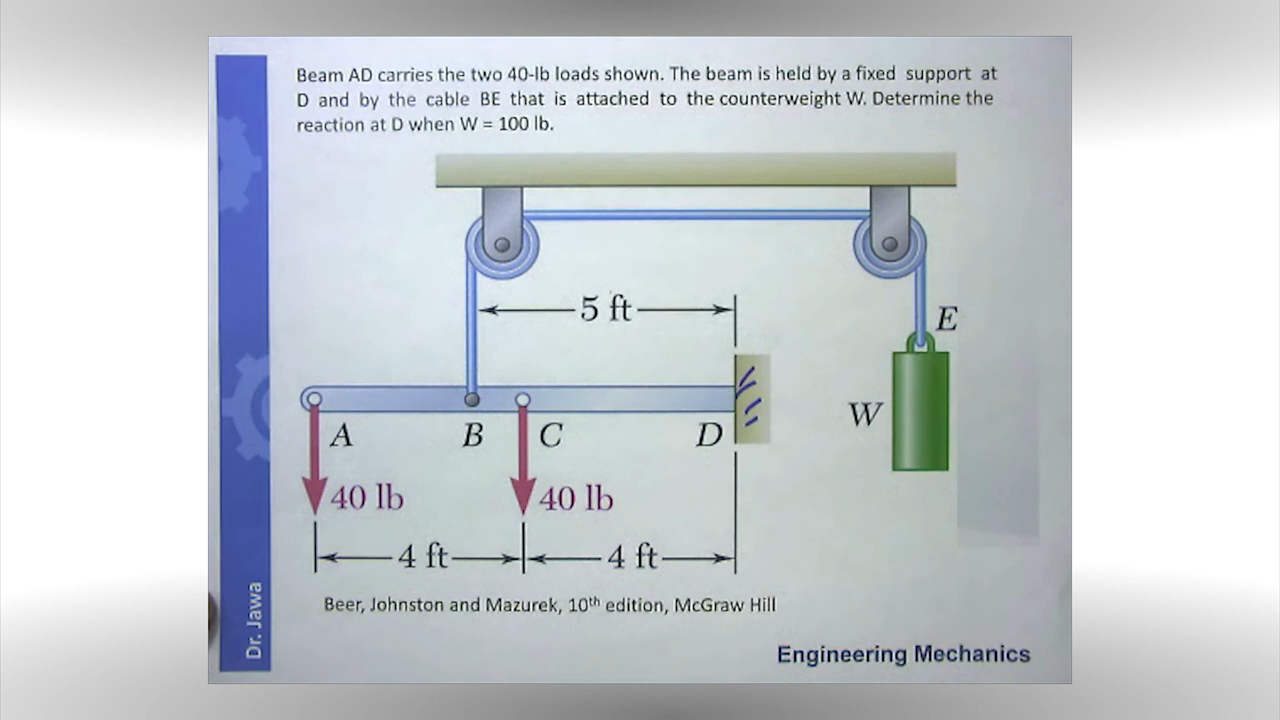 Beam AD carries the two 40-lb loads shown. The beam is held by a fixed support at
D and by the cable BE that is attached to the counterweight W. Determine the
reaction at D when W = 100 lb.
5 ft
E
W
A
B
C
D
40 lb
40 lb
4 ft
4 ft
Beer, Johnston and Mazurek, 10th edition, McGraw Hill
Dr. Jawa
Engineering Mechanics